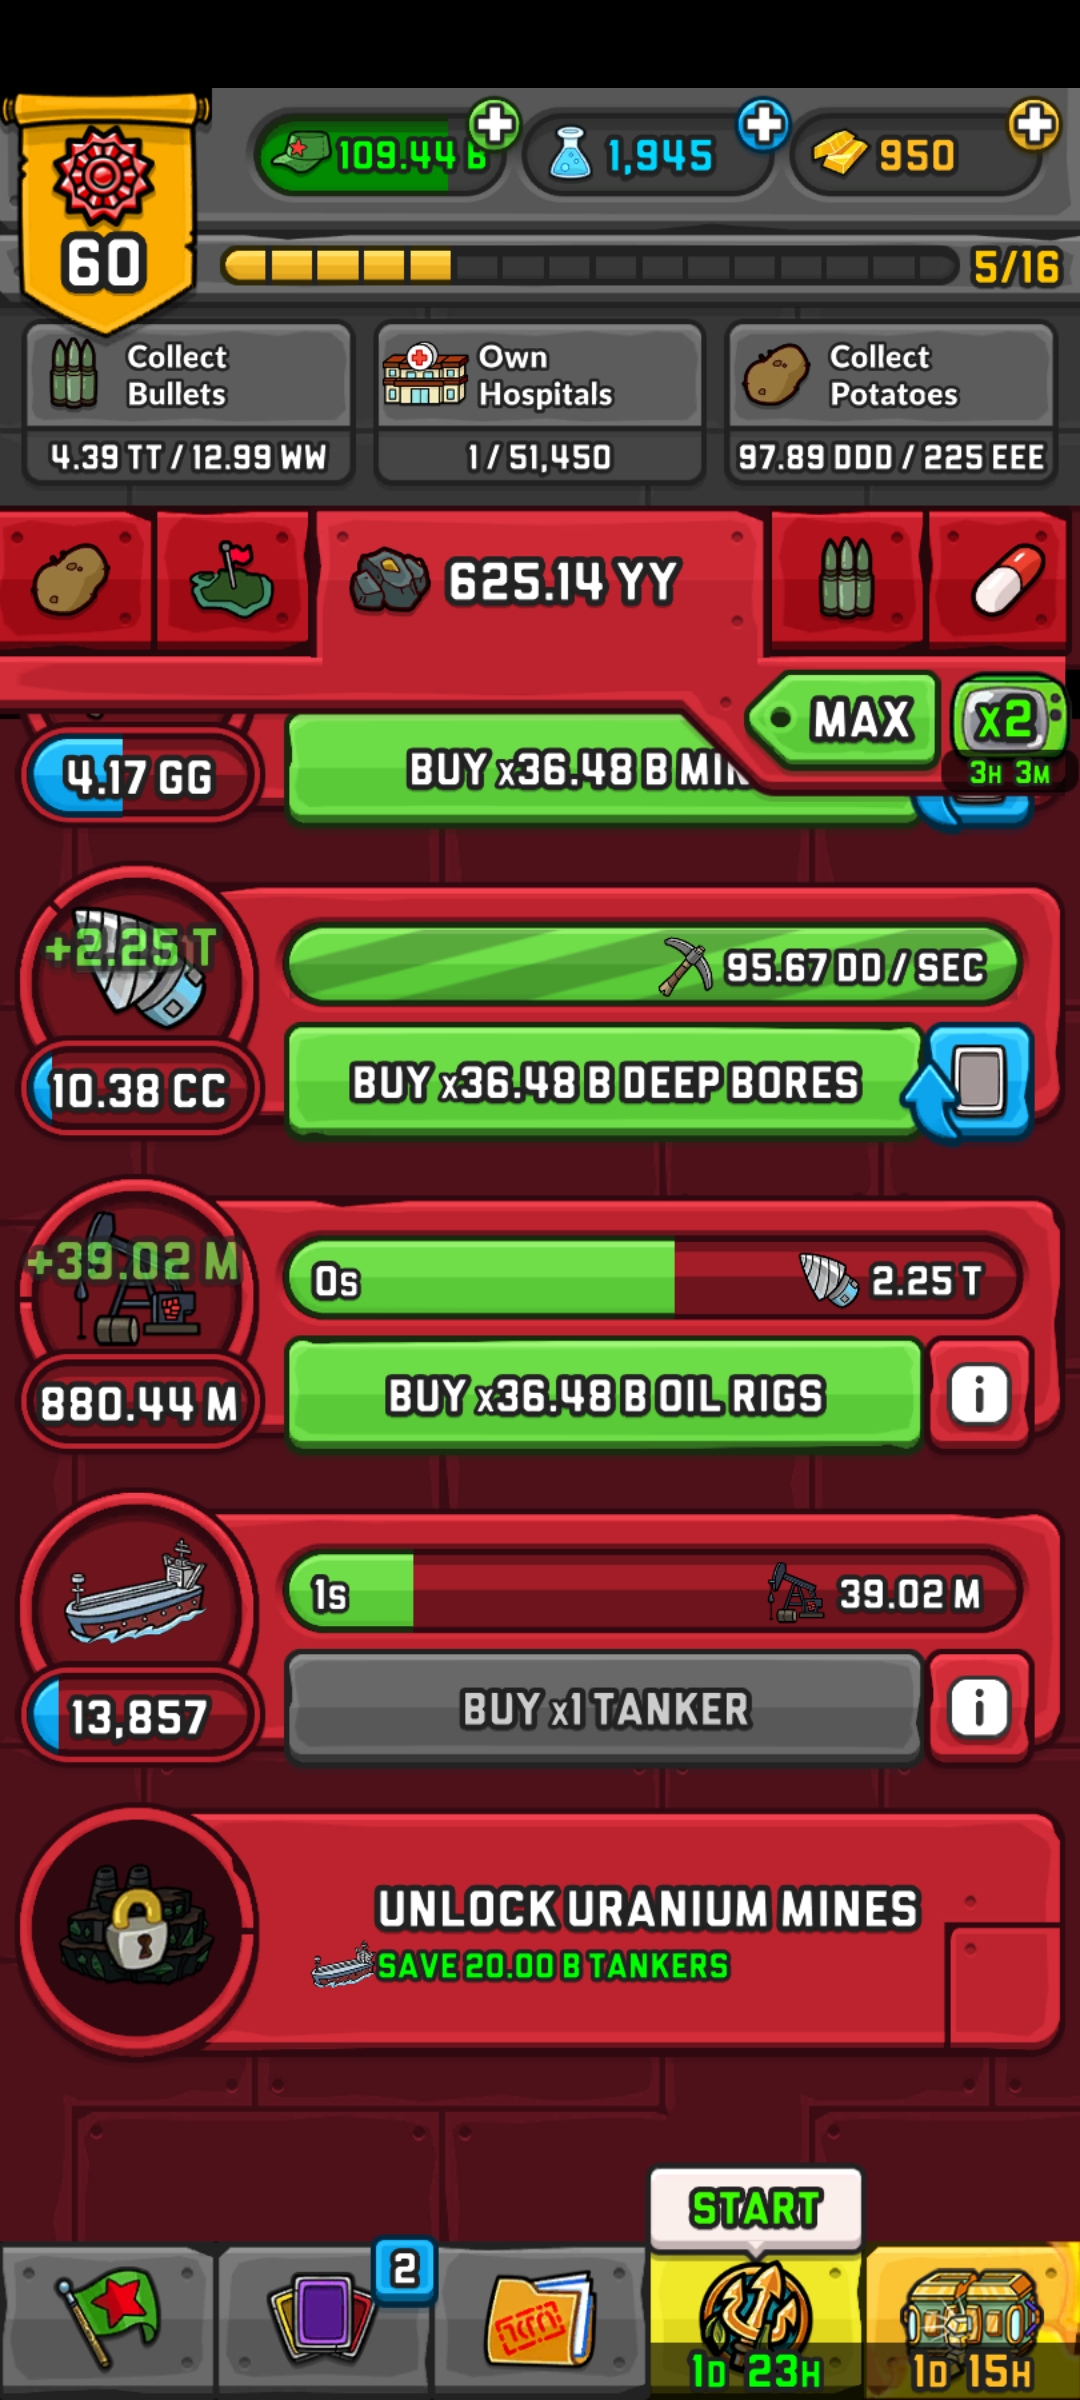 109.44 B
1,945
950
60
5/16
Collect
Bullets
4.39 TT / 12.99 WW
Own
Hospitals
1 / 51,450
Collect
Potatoes
97.89 DDD / 225 EEE
625.14 YY
MAX
x2
3H 3M
4.17 GG
BUY x36.48 B
+2.25 T
95.67 DD / SEC
10.38 CC
BUY x36.48 B DEEP BORES
+39.02 M
0s
2.25 T
880.44 M
BUY x36.48 B OIL RIGS
i
1s
39.02 M
13,857
BUY x1 TANKER
i
UNLOCK URANIUM MINES
SAVE 20.00 B TANKERS
START
2
1D 23H
1D 15H